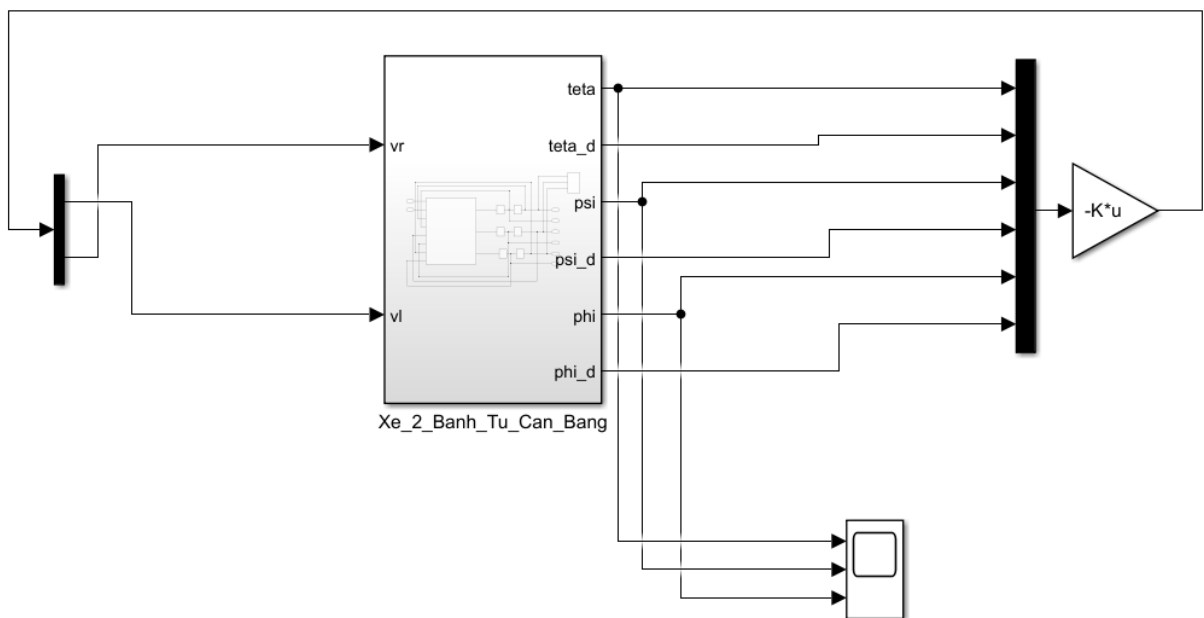 teta
vr
teta_d
psi
-K*u
psi_d
vl
phi
phi_d
Xe_2_Banh_Tu_Can_Bang